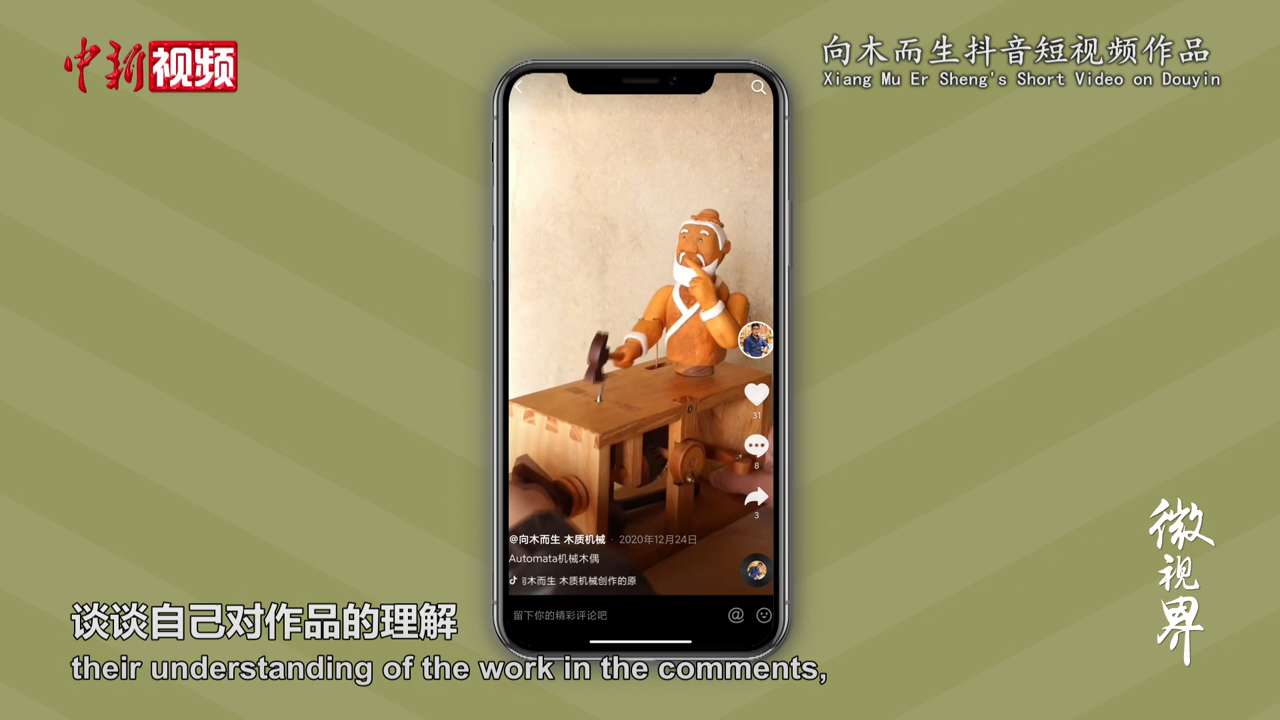 中新视频
向木而生抖音短视频作品
Xiang Mu Er Sheng's Short Video on Douyin
31
8
3
@向木而生 木质机械 · 2020年12月24日
Automata机械木偶
向木而生 木质机械创作的原
留下你的精彩评论吧
微视界
谈谈自己对作品的理解
their understanding of the work in the comments,